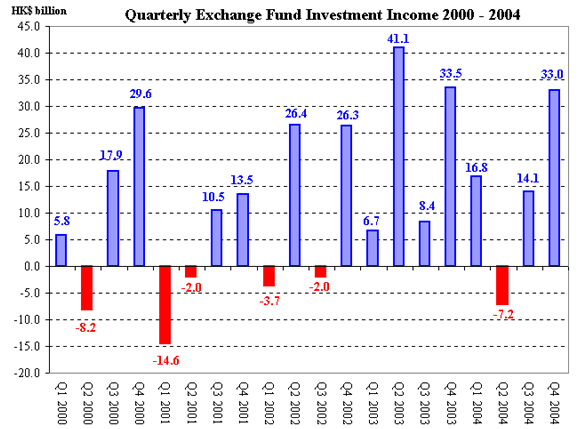 HK$ billion
Quarterly Exchange Fund Investment Income 2000 - 2004
45.0
40.0
35.0
30.0
25.0
20.0
15.0
10.0
5.0
0.0
-5.0
-10.0
-15.0
-20.0
5.8
-8.2
17.9
29.6
-14.6
-2.0
10.5
13.5
-3.7
26.4
-2.0
26.3
6.7
41.1
8.4
33.5
16.8
-7.2
14.1
33.0
Q1 2000
Q2 2000
Q3 2000
Q4 2000
Q1 2001
Q2 2001
Q3 2001
Q4 2001
Q1 2002
Q2 2002
Q3 2002
Q4 2002
Q1 2003
Q2 2003
Q3 2003
Q4 2003
Q1 2004
Q2 2004
Q3 2004
Q4 2004